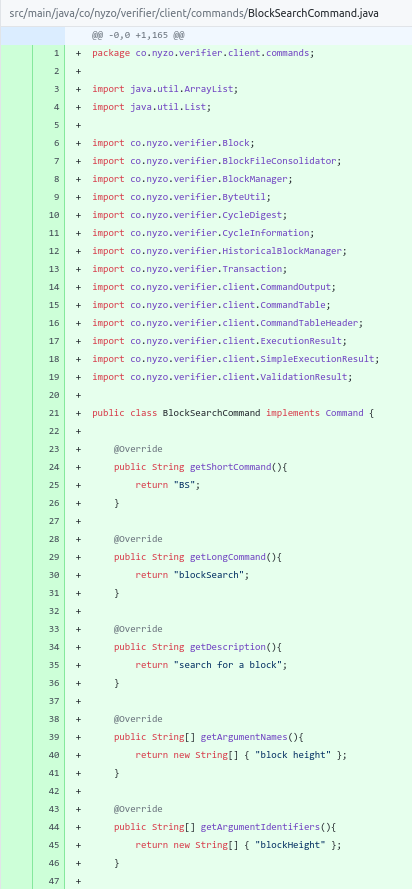 src/main/java/co/nyzo/verifier/client/commands/BlockSearchCommand.java
@@ -0,0 +1,165 @@
1 + package co.nyzo.verifier.client.commands;
2 +
3 + import java.util.ArrayList;
4 + import java.util.List;
5 +
6 + import co.nyzo.verifier.Block;
7 + import co.nyzo.verifier.BlockFileConsolidator;
8 + import co.nyzo.verifier.BlockManager;
9 + import co.nyzo.verifier.ByteUtil;
10 + import co.nyzo.verifier.CycleDigest;
11 + import co.nyzo.verifier.CycleInformation;
12 + import co.nyzo.verifier.HistoricalBlockManager;
13 + import co.nyzo.verifier.Transaction;
14 + import co.nyzo.verifier.client.CommandOutput;
15 + import co.nyzo.verifier.client.CommandTable;
16 + import co.nyzo.verifier.client.CommandTableHeader;
17 + import co.nyzo.verifier.client.ExecutionResult;
18 + import co.nyzo.verifier.client.SimpleExecutionResult;
19 + import co.nyzo.verifier.client.ValidationResult;
20 +
21 + public class BlockSearchCommand implements Command {
22 +
23 + @Override
24 + public String getShortCommand(){
25 + return "BS";
26 + }
27 +
28 + @Override
29 + public String getLongCommand(){
30 + return "blockSearch";
31 + }
32 +
33 + @Override
34 + public String getDescription(){
35 + return "search for a block";
36 + }
37 +
38 + @Override
39 + public String[] getArgumentNames(){
40 + return new String[] { "block height" };
41 + }
42 +
43 + @Override
44 + public String[] getArgumentIdentifiers(){
45 + return new String[] { "blockHeight" };
46 + }
47 +